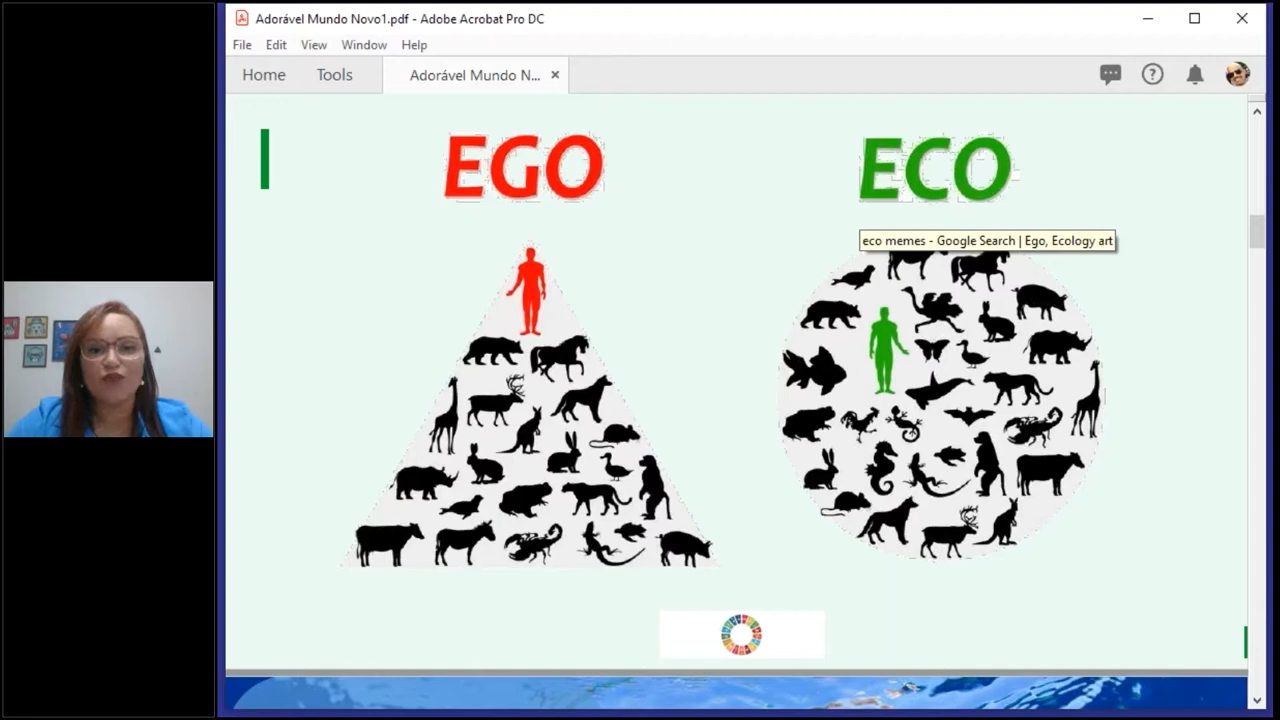 Adorável Mundo Novo1.pdf - Adobe Acrobat Pro DC
File Edit View Window Help
Home Tools Adorável Mundo N... ×
EGO ECO
eco memes - Google Search | Ego, Ecology art